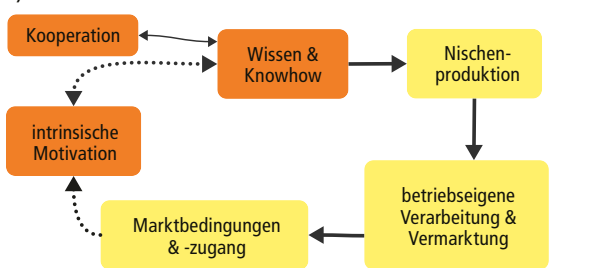 Kooperation
Wissen &
Knowhow
Nischen-
produktion
intrinsische
Motivation
betriebseigene
Verarbeitung &
Vermarktung
Marktbedingungen
& -zugang